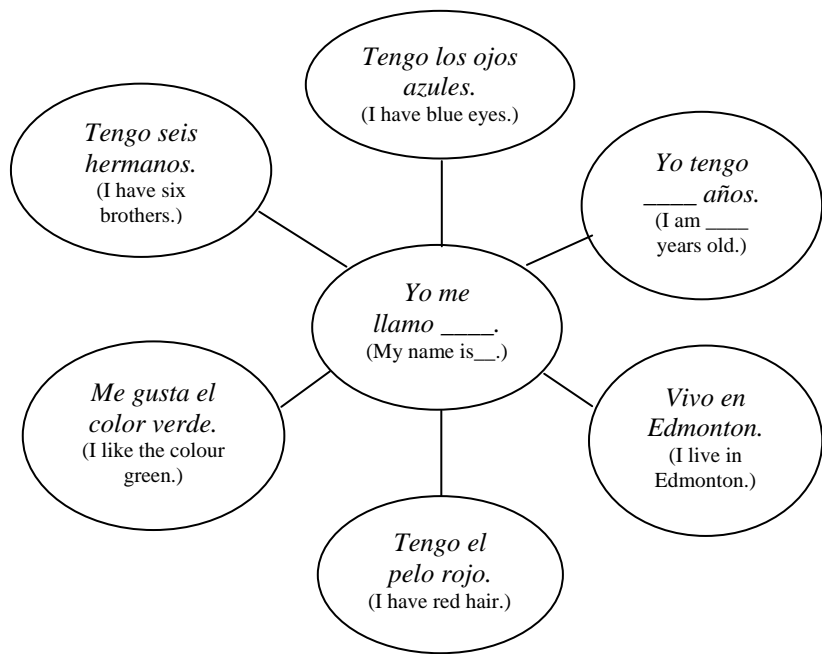 Tengo los ojos
azules.
(I have blue eyes.)
Tengo seis
hermanos.
(I have six
brothers.)
Yo tengo
____ años.
(I am ____
years old.)
Yo me
llamo ____.
(My name is__.)
Me gusta el
color verde.
(I like the colour
green.)
Vivo en
Edmonton.
(I live in
Edmonton.)
Tengo el
pelo rojo.
(I have red hair.)